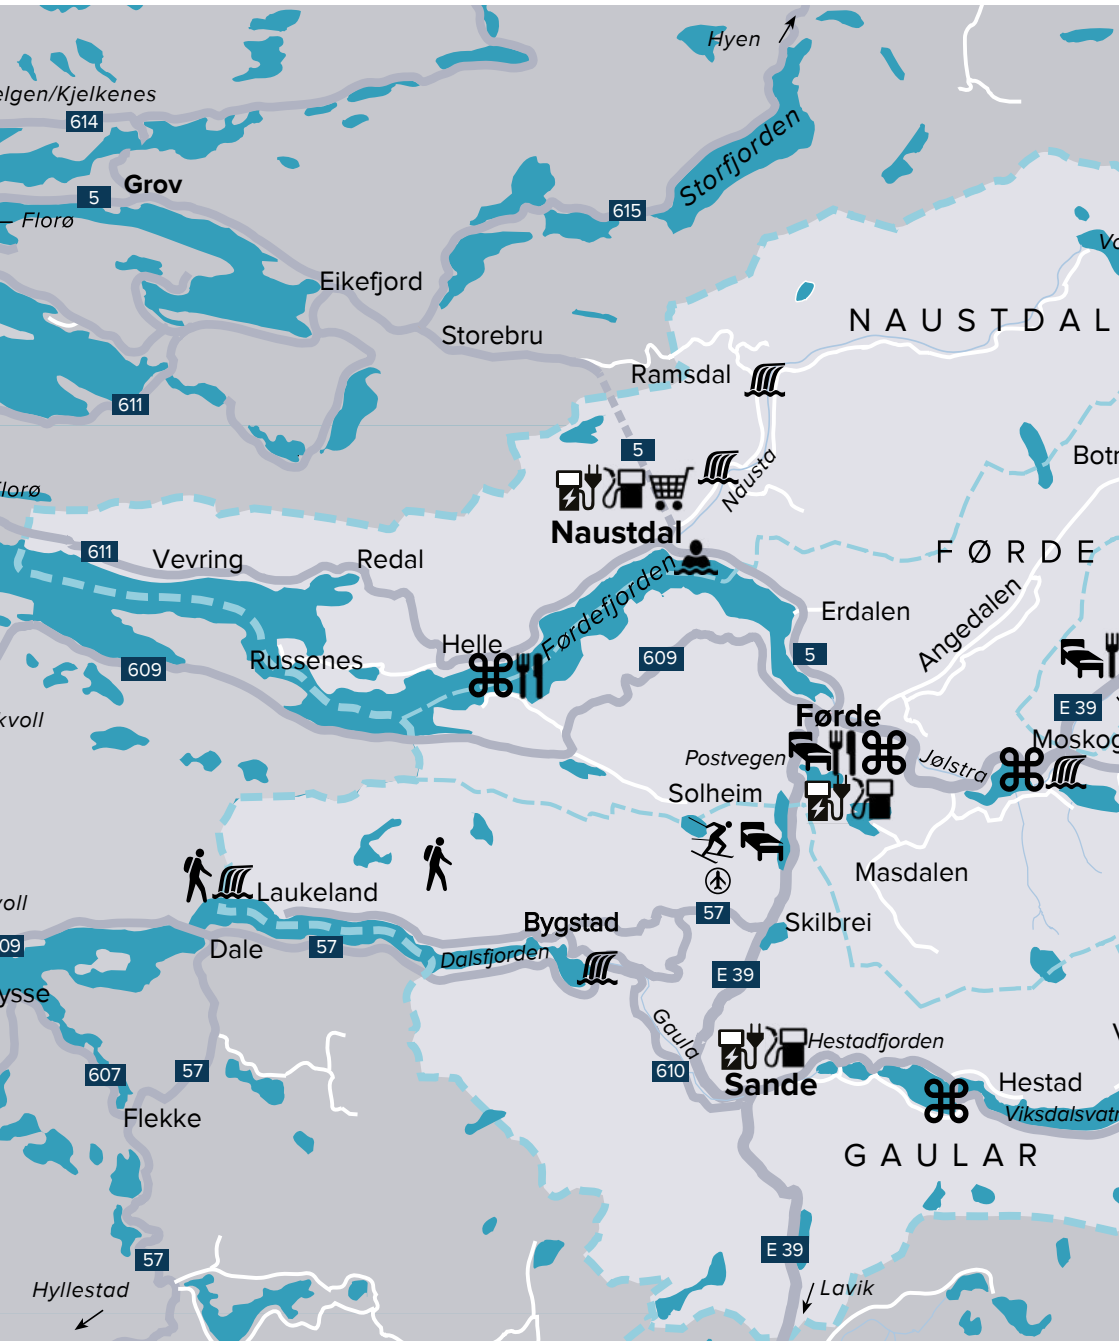 Hyen
elgen/Kjelkenes
614
Storfjorden
Grov
5
615
Florø
Eikefjord
NAUSTDAL
Storebru
Ramsdal
611
5
Botn
Nausta
lorø
Naustdal
611
Vevring
Redal
FØRDE
Førdefjorden
Angedalen
Erdalen
Helle
609
5
Russenes
609
E 39
kvoll
Førde
Moskog
Postvegen
Jølstra
Solheim
Masdalen
Laukeland
voll
57
Bygstad
Skilbrei
09
Dale
57
Dalsfjorden
E 39
ysse
Gaula
Hestadfjorden
607
57
610
Sande
Hestad
Viksdalsvatn
Flekke
GAULAR
57
E 39
Hyllestad
Lavik